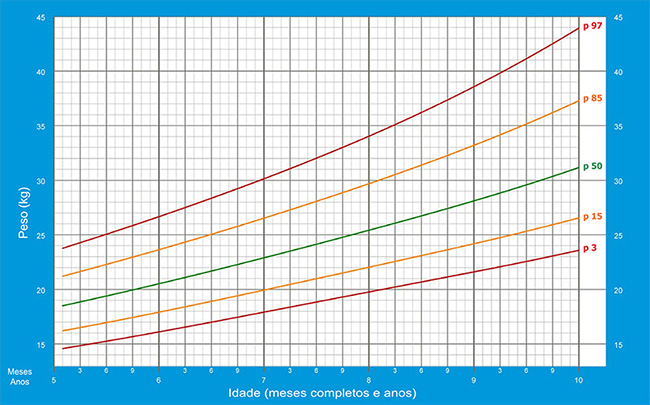 45
40
35
30
25
20
15
Peso (kg)
45
40
35
30
25
20
15
p 97
p 85
p 50
p 15
p 3
Meses 3 6 9 3 6 9 3 6 9 3 6 9 3 6 9
Anos 5 6 7 8 9 10
Idade (meses completos e anos)